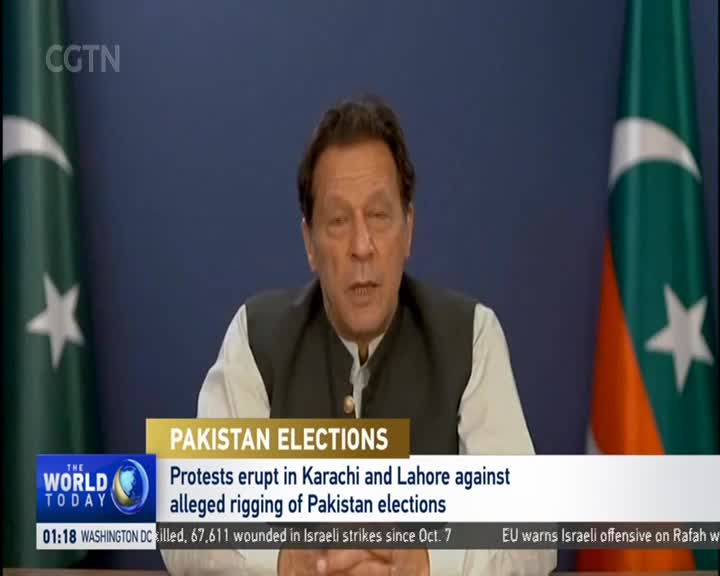 CGTN
PAKISTAN ELECTIONS
THE
WORLD
TODAY
Protests erupt in Karachi and Lahore against
alleged rigging of Pakistan elections
01:18 WASHINGTON DC
killed, 67,611 wounded in Israeli strikes since Oct. 7 EU warns Israeli offensive on Rafah w